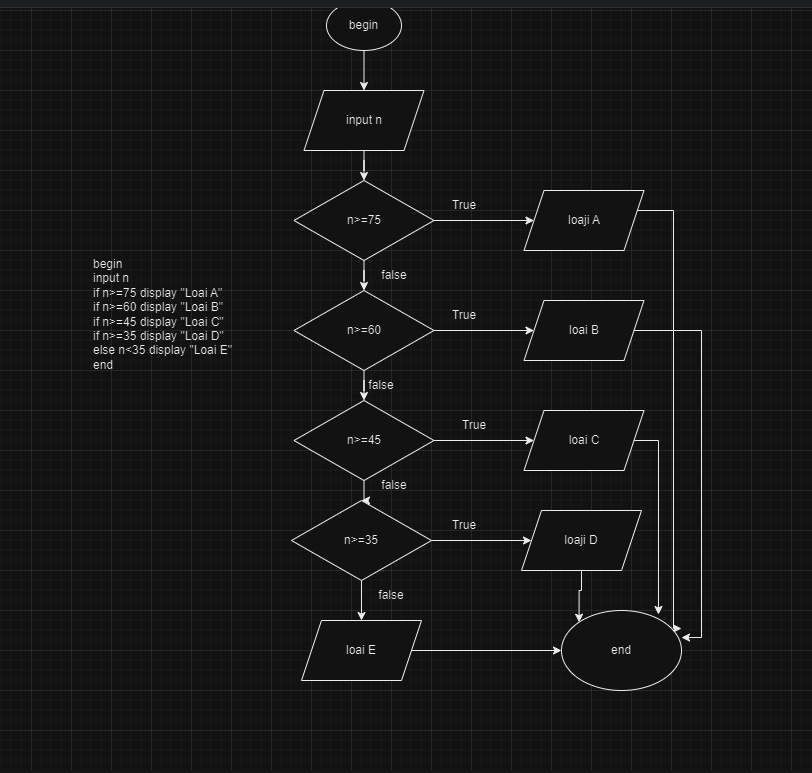 begin
input n
n>=75
True
loaji A
false
begin
input n
if n>=75 display "Loai A"
if n>=60 display "Loai B"
if n>=45 display "Loai C"
if n>=35 display "Loai D"
else n<35 display "Loai E"
end
n>=60
True
loai B
false
n>=45
True
loai C
false
n>=35
True
loaji D
false
loai E
end